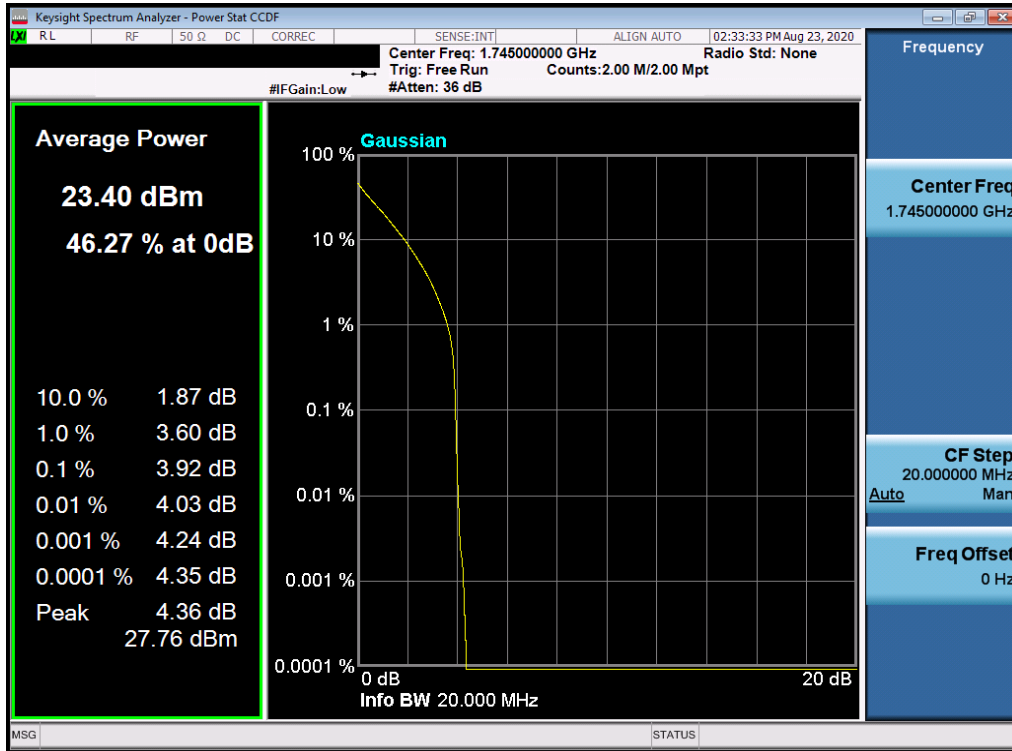 Keysight Spectrum Analyzer - Power Stat CCDF
LXI RL RF 50 Ω DC CORREC SENSE:INT ALIGN AUTO 02:33:33 PM Aug 23, 2020
Center Freq: 1.745000000 GHz Radio Std: None
Trig: Free Run Counts:2.00 M/2.00 Mpt
#IFGain:Low #Atten: 36 dB
Average Power
23.40 dBm
46.27 % at 0dB
10.0 % 1.87 dB
1.0 % 3.60 dB
0.1 % 3.92 dB
0.01 % 4.03 dB
0.001 % 4.24 dB
0.0001 % 4.35 dB
Peak 4.36 dB
27.76 dBm
Gaussian
100 %
10 %
1 %
0.1 %
0.01 %
0.001 %
0.0001 %
0 dB 20 dB
Info BW 20.000 MHz
Frequency
Center Freq
1.745000000 GHz
CF Step
20.000000 MHz
Auto Man
Freq Offset
0 Hz
MSG STATUS